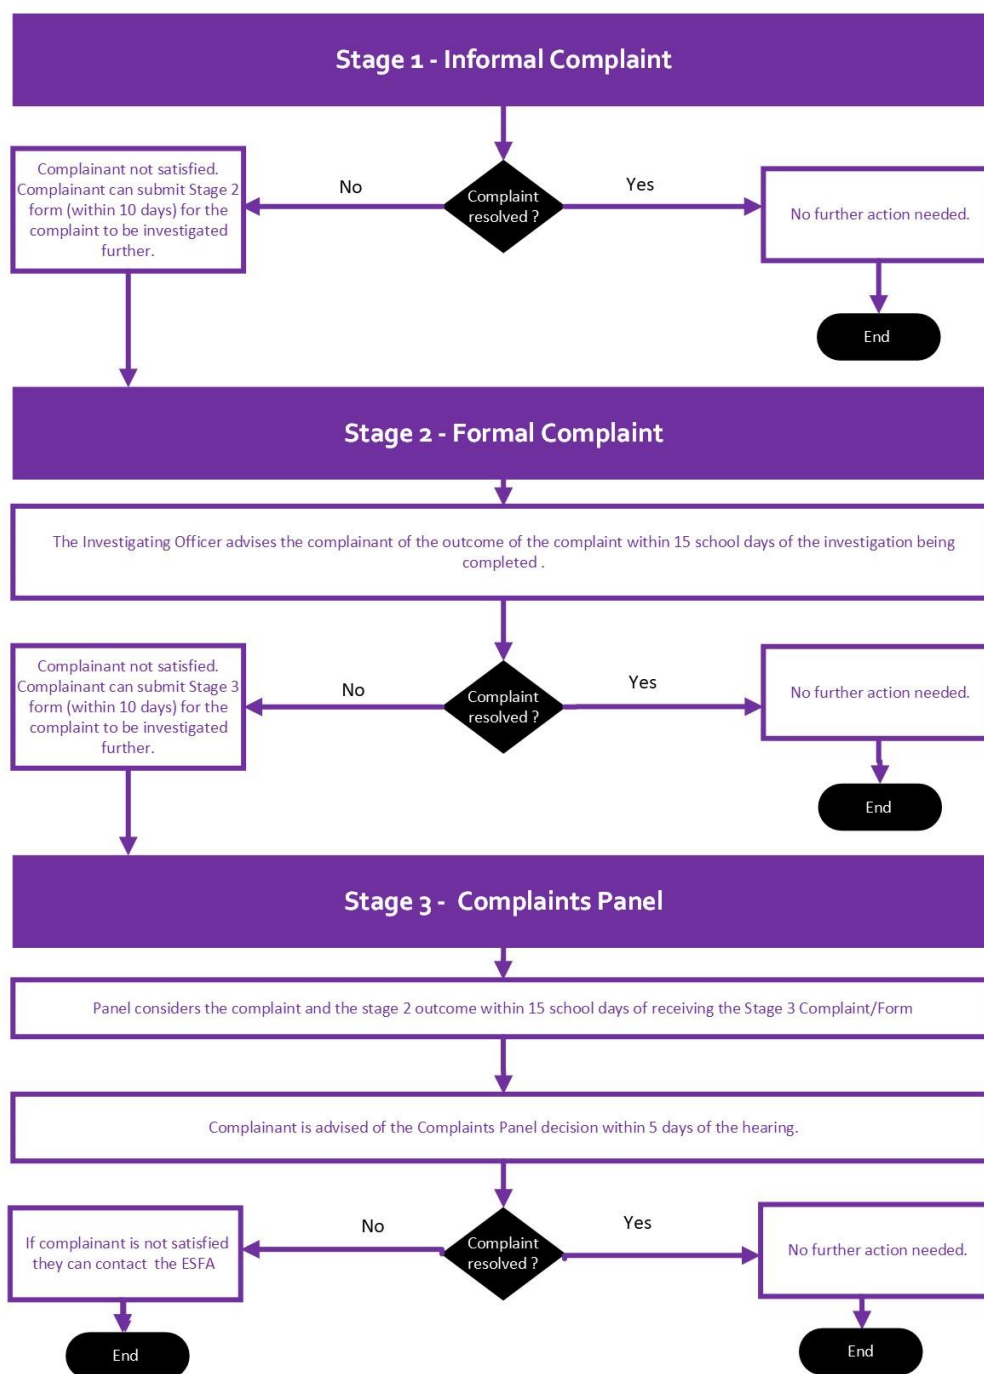 Stage 1 - Informal Complaint
Complainant not satisfied.
Complainant can submit Stage 2
form (within 10 days) for the
complaint to be investigated
further.
No
Complaint
resolved ?
Yes
No further action needed.
End
Stage 2 - Formal Complaint
The Investigating Officer advises the complainant of the outcome of the complaint within 15 school days of the investigation being
completed .
Complainant not satisfied.
Complainant can submit Stage 3
form (within 10 days) for the
complaint to be investigated
further.
No
Complaint
resolved ?
Yes
No further action needed.
End
Stage 3 - Complaints Panel
Panel considers the complaint and the stage 2 outcome within 15 school days of receiving the Stage 3 Complaint/Form
Complainant is advised of the Complaints Panel decision within 5 days of the hearing.
If complainant is not satisfied
they can contact the ESFA
No
Complaint
resolved ?
Yes
No further action needed.
End
End